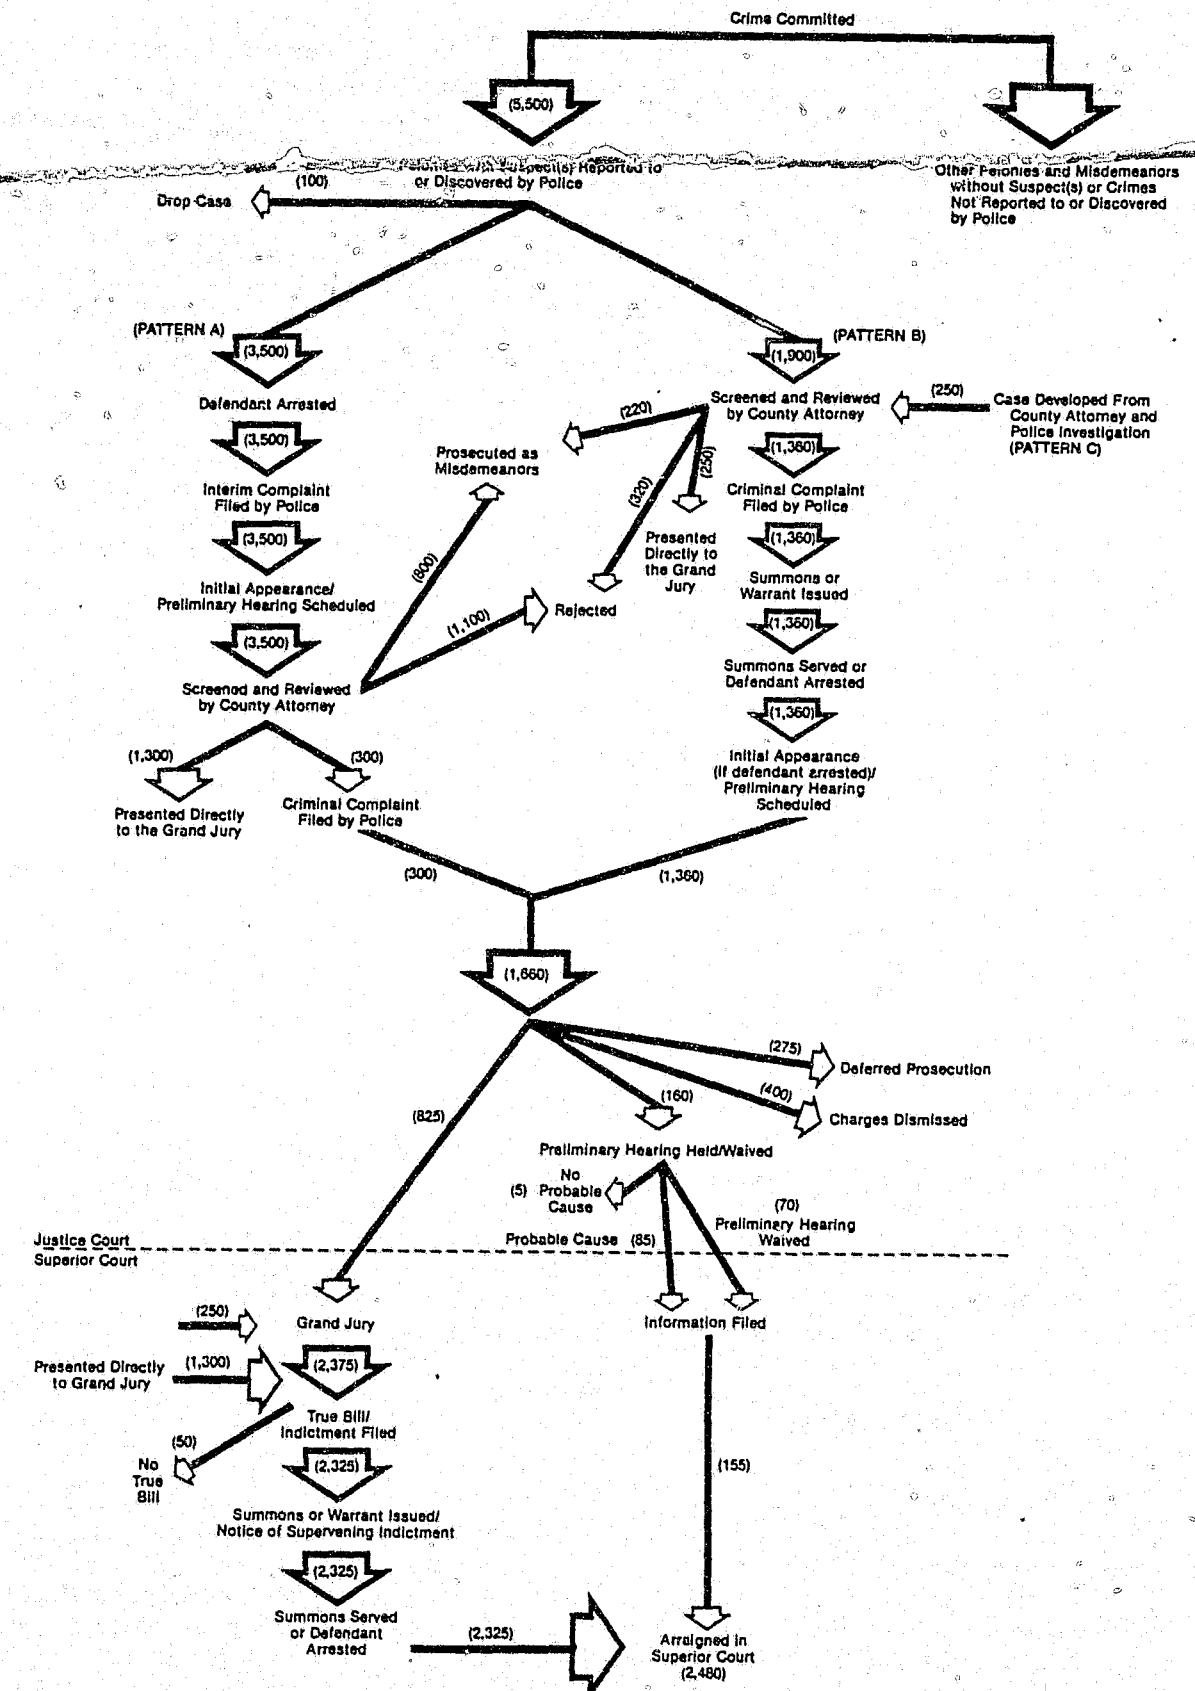 Crime Committed
(5,500)
Suspect(s) Reported to
or Discovered by Police
Other Felonies and Misdemeanors
without Suspect(s) or Crimes
Not Reported to or Discovered
by Police
(100)
Drop Case
(PATTERN A)
(3,500)
Defendant Arrested
(3,500)
Interim Complaint
Filed by Police
(3,500)
Initial Appearance/
Preliminary Hearing Scheduled
(3,500)
Screened and Reviewed
by County Attorney
(1,300)
Presented Directly
to the Grand Jury
(300)
Criminal Complaint
Filed by Police
(800)
Prosecuted as
Misdemeanors
(1,100)
Rejected
(220)
(320)
(250)
Presented
Directly to
the Grand
Jury
(PATTERN B)
(1,900)
Screened and Reviewed
by County Attorney
(250)
Case Developed From
County Attorney and
Police Investigation
(PATTERN C)
(1,360)
Criminal Complaint
Filed by Police
(1,360)
Summons or
Warrant Issued
(1,360)
Summons Served or
Defendant Arrested
(1,360)
Initial Appearance
(if defendant arrested)/
Preliminary Hearing
Scheduled
(300)
(1,360)
(1,660)
(275)
Deferred Prosecution
(400)
Charges Dismissed
(160)
Preliminary Hearing Held/Waived
(825)
No
(5) Probable
Cause
(70)
Preliminary Hearing
Waived
Probable Cause (85)
Justice Court
Superior Court
(250)
Grand Jury
Information Filed
Presented Directly
to Grand Jury
(1,300)
(2,375)
True Bill/
Indictment Filed
(50)
No
True
Bill
(2,325)
(155)
Summons or Warrant Issued/
Notice of Supervening Indictment
(2,325)
Summons Served
or Defendant
Arrested
(2,325)
Arraigned in
Superior Court
(2,480)